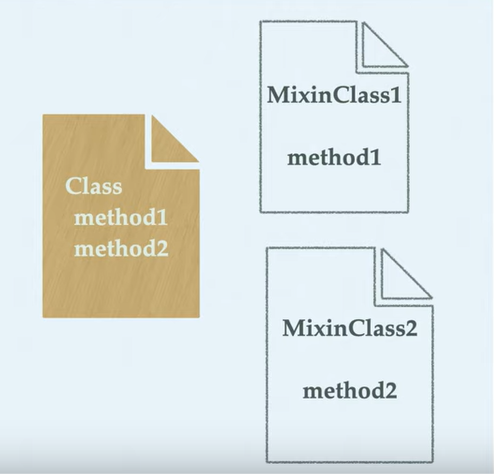 Class
method1
method2
MixinClass1
method1
MixinClass2
method2